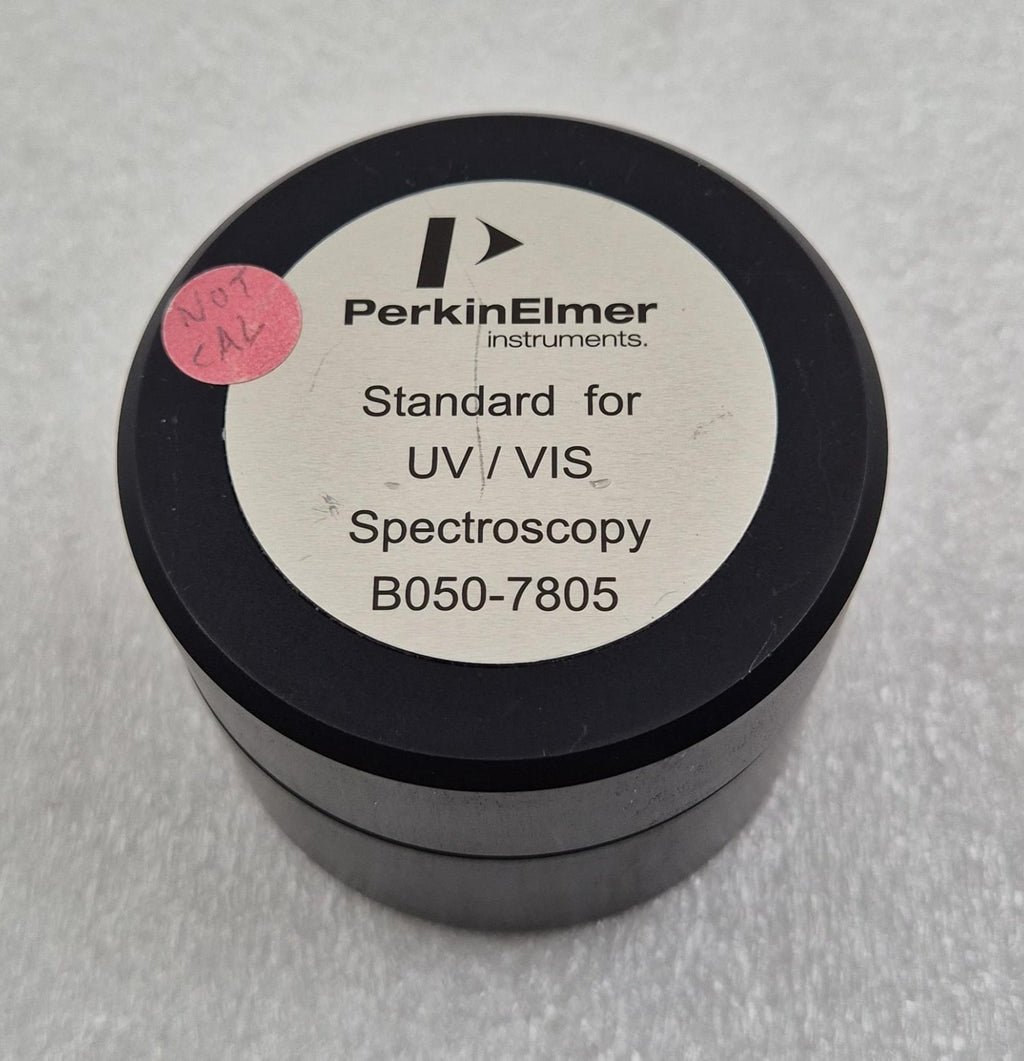 NOT
CAL
PerkinElmer
instruments.
Standard for
UV / VIS
Spectroscopy
B050-7805